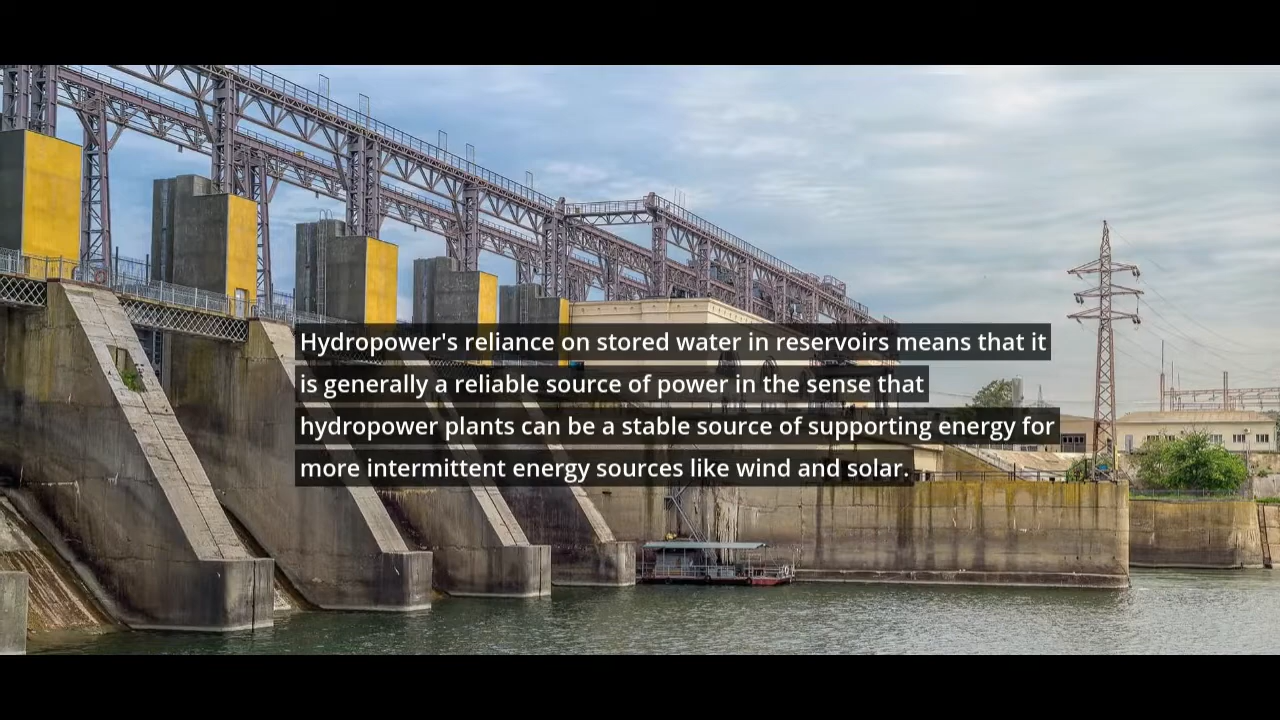 Hydropower's reliance on stored water in reservoirs means that it
is generally a reliable source of power in the sense that
hydropower plants can be a stable source of supporting energy for
more intermittent energy sources like wind and solar.